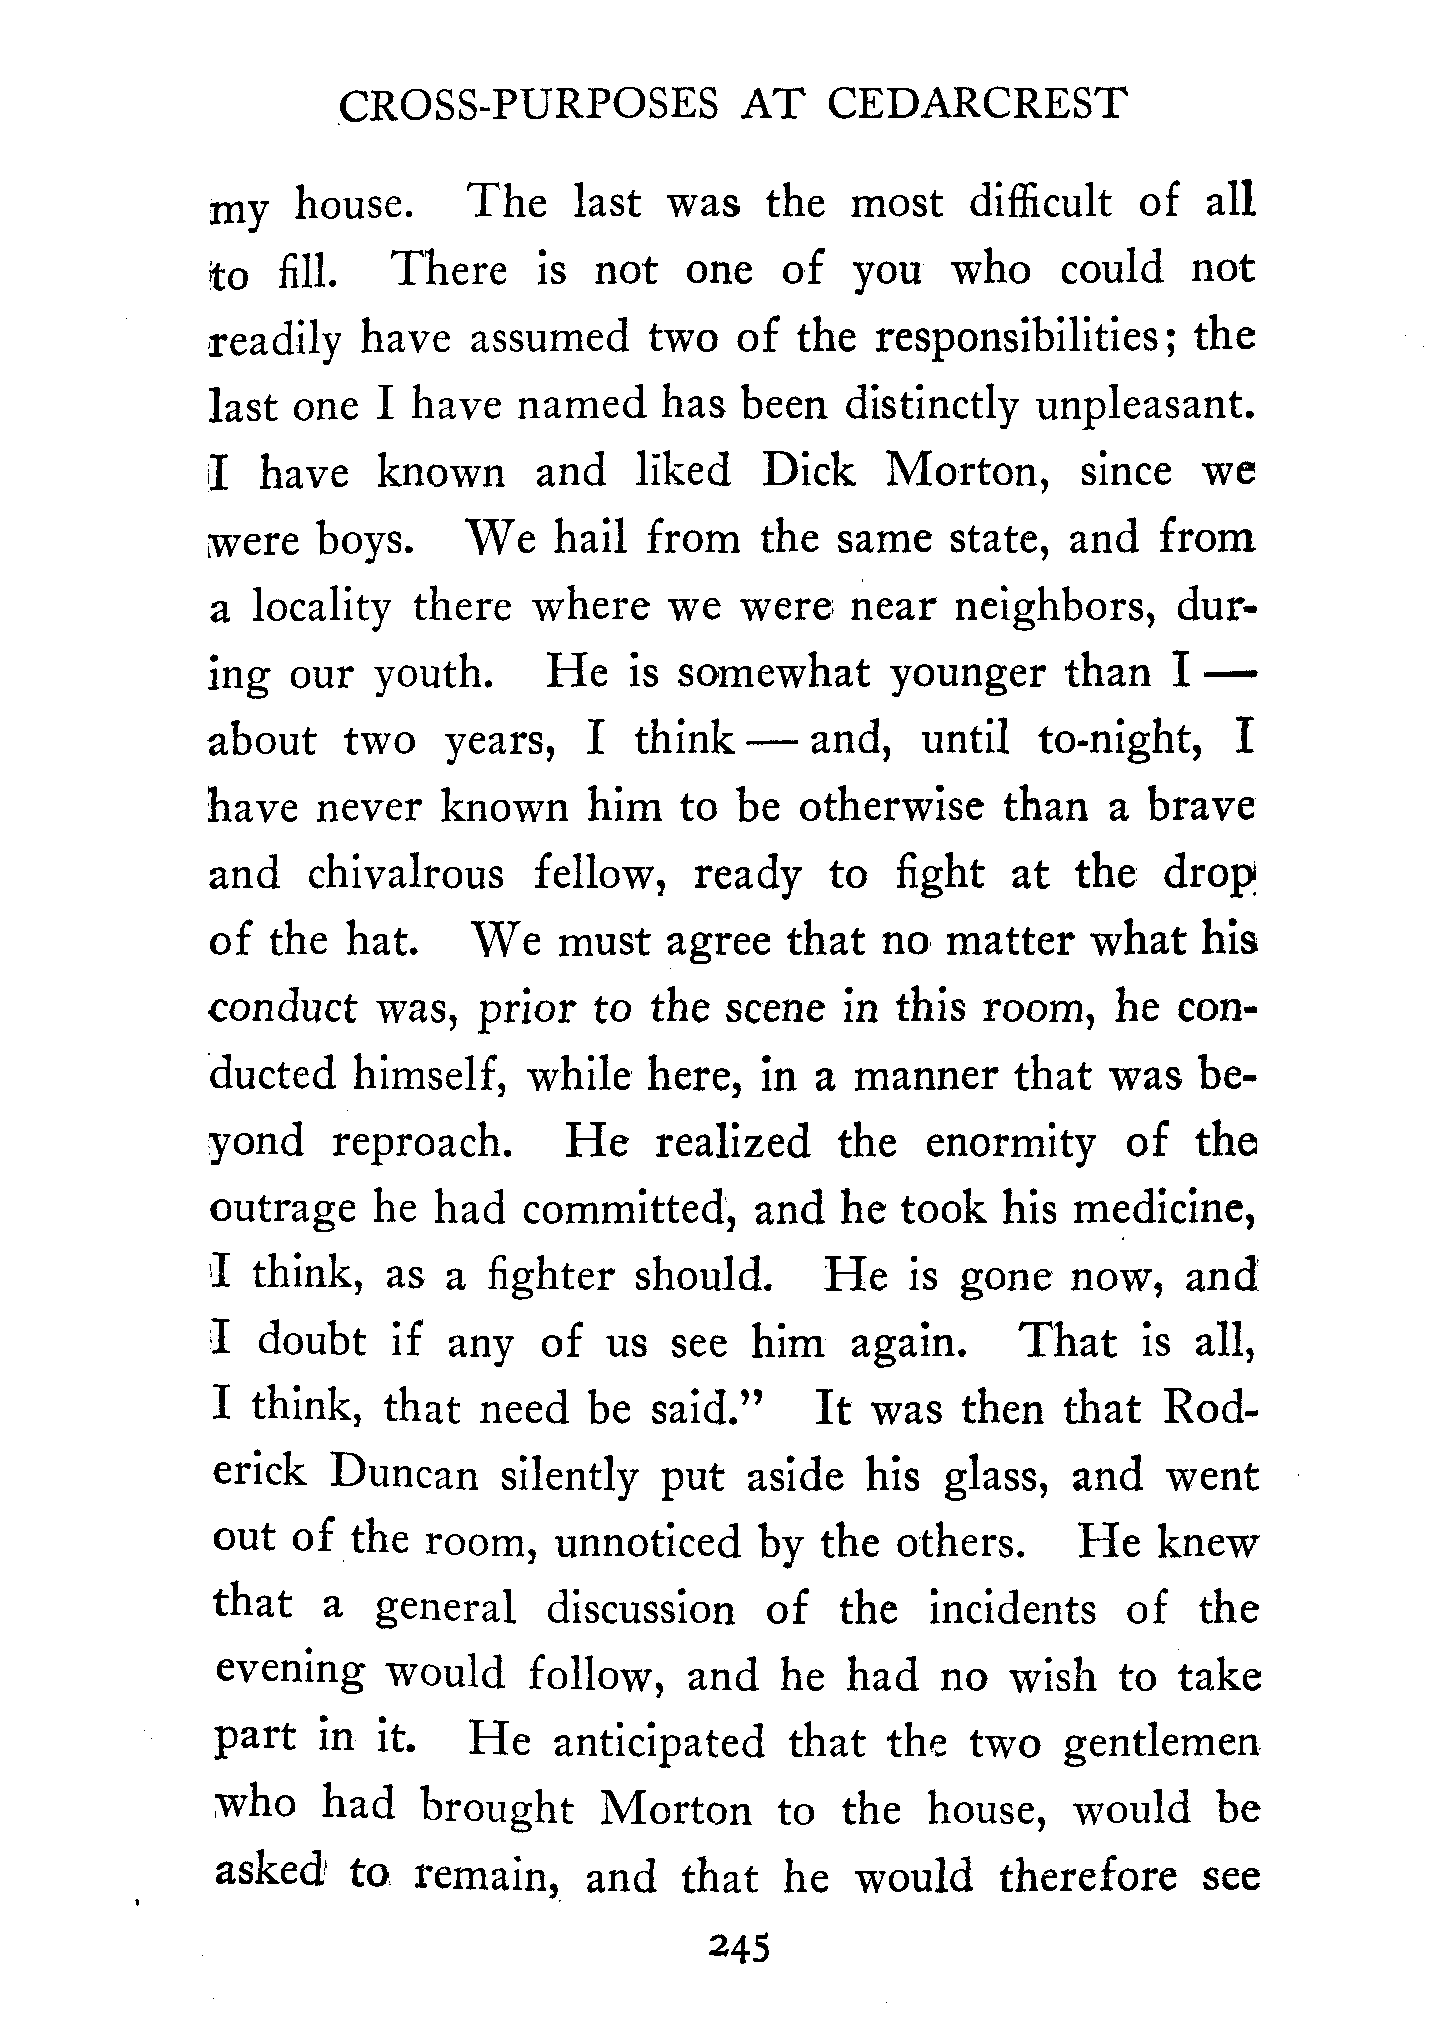 CROSS-PURPOSES AT CEDARCREST
my house. The last was the most difficult of all
to fill. There is not one of you who could not
readily have assumed two of the responsibilities; the
last one I have named has been distinctly unpleasant.
I have known and liked Dick Morton, since we
were boys. We hail from the same state, and from
a locality there where we were near neighbors, dur-
ing our youth. He is somewhat younger than I —
about two years, I think — and, until to-night, I
have never known him to be otherwise than a brave
and chivalrous fellow, ready to fight at the drop
of the hat. We must agree that no matter what his
conduct was, prior to the scene in this room, he con-
ducted himself, while here, in a manner that was be-
yond reproach. He realized the enormity of the
outrage he had committed, and he took his medicine,
I think, as a fighter should. He is gone now, and
I doubt if any of us see him again. That is all,
I think, that need be said." It was then that Rod-
erick Duncan silently put aside his glass, and went
out of the room, unnoticed by the others. He knew
that a general discussion of the incidents of the
evening would follow, and he had no wish to take
part in it. He anticipated that the two gentlemen
who had brought Morton to the house, would be
asked to remain, and that he would therefore see
245